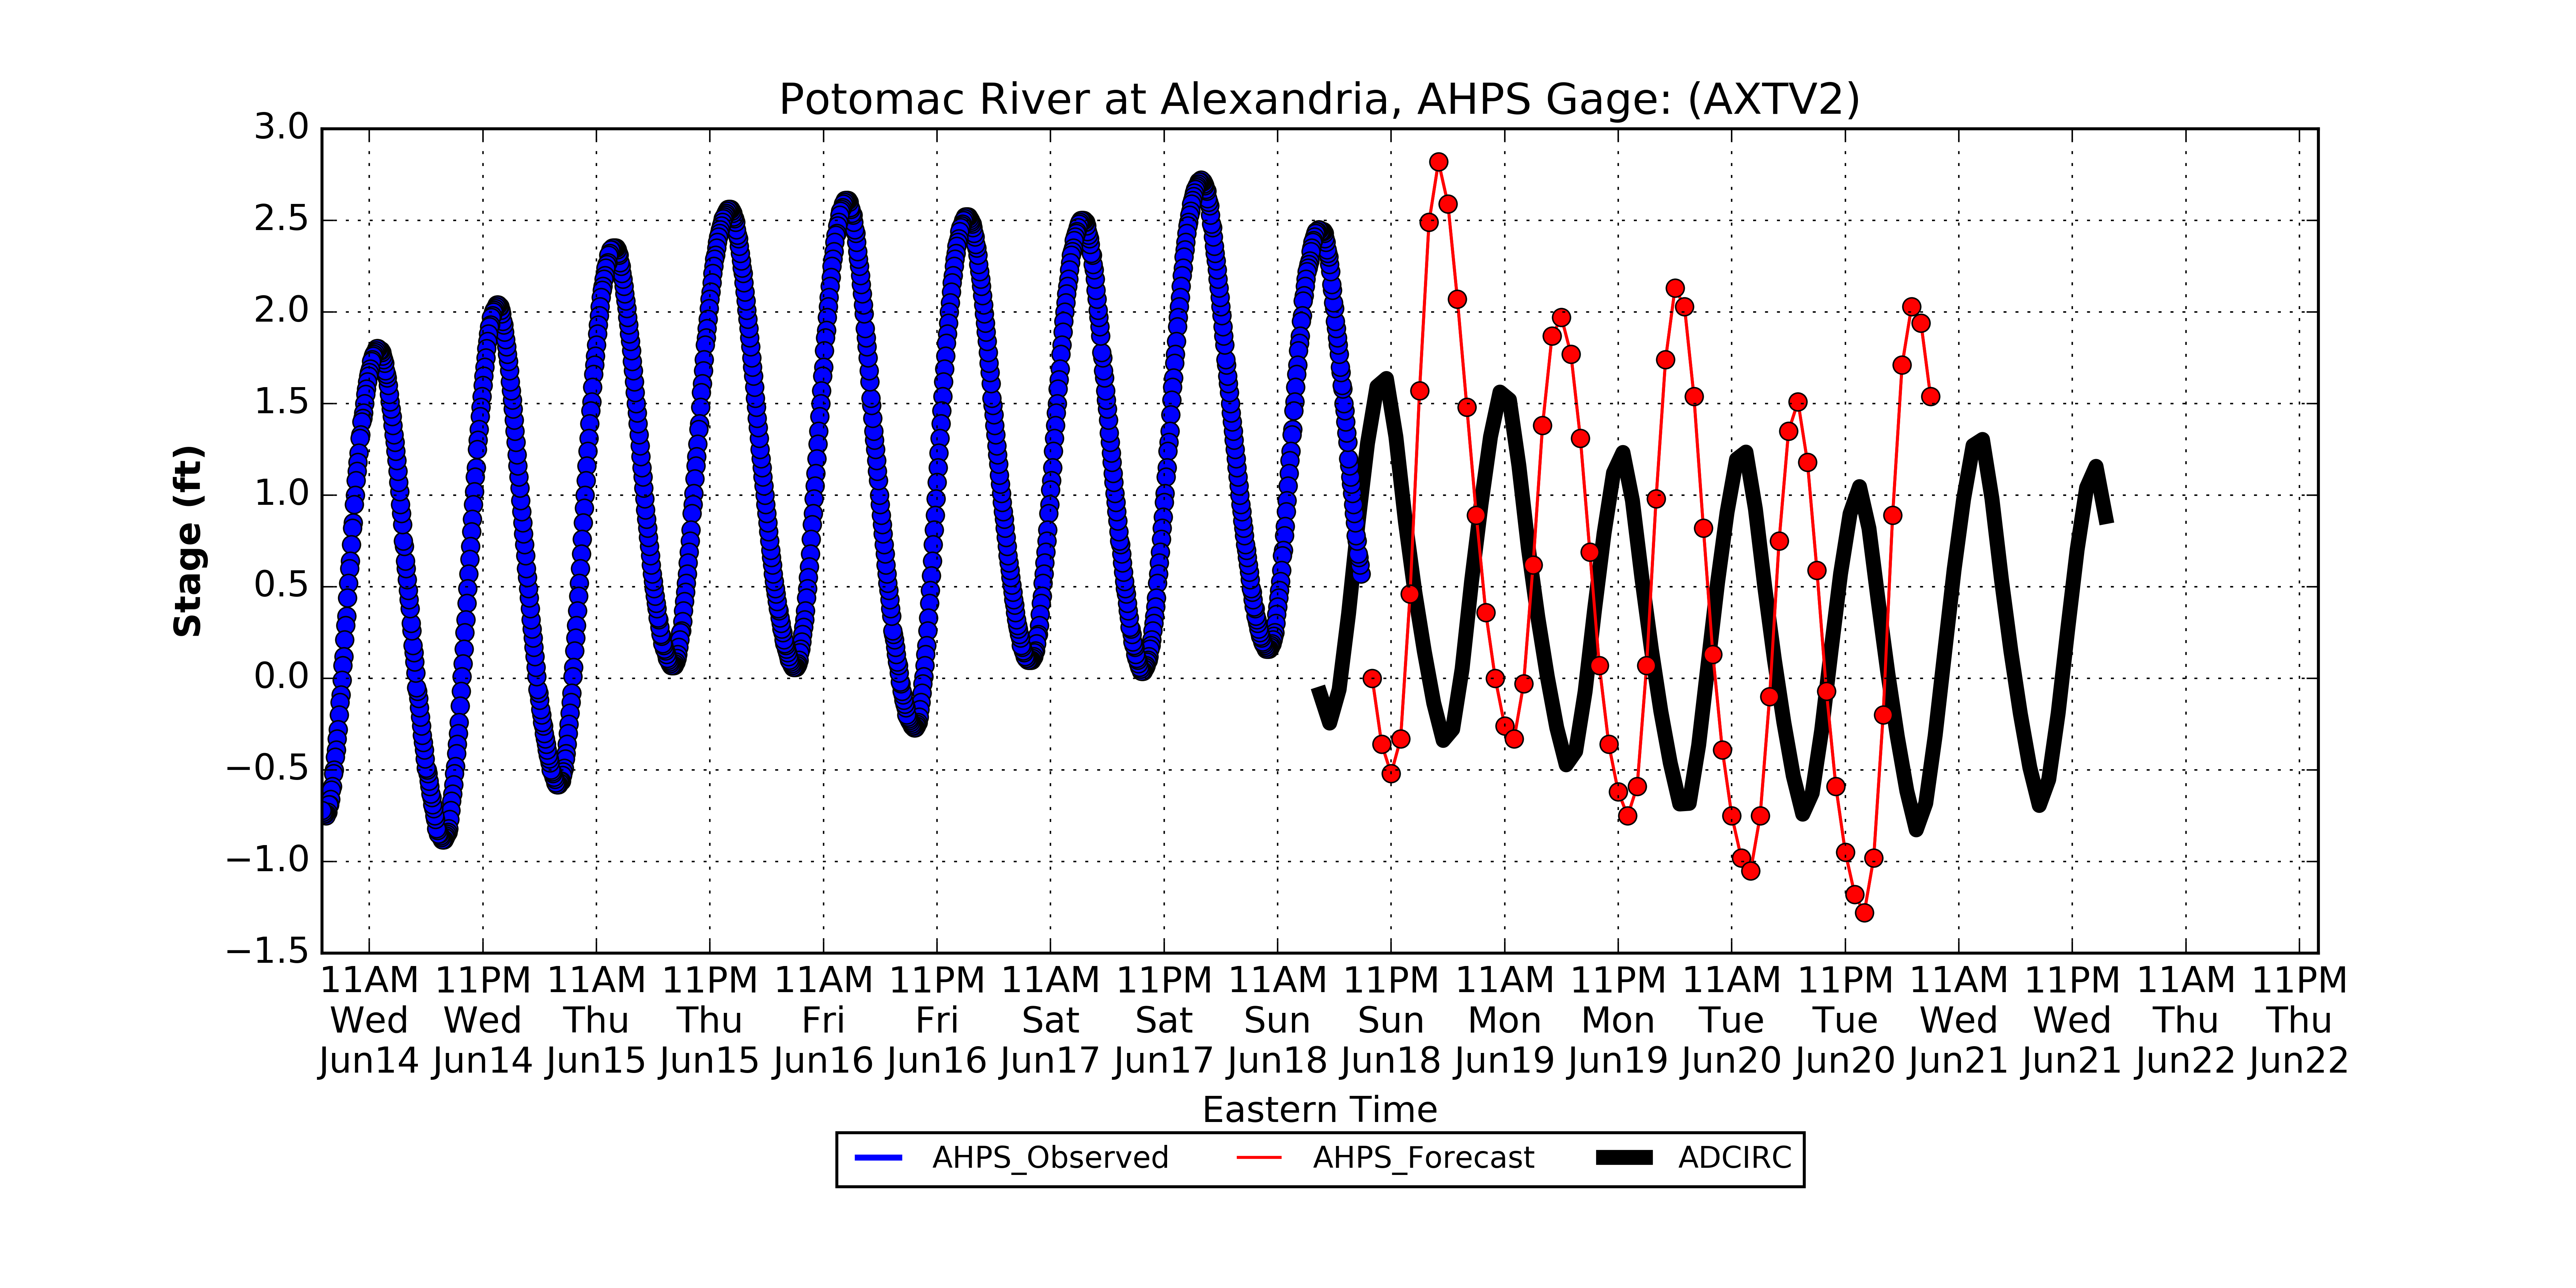 Potomac River at Alexandria, AHPS Gage: (AXTV2)
3.0
2.5
2.0
1.5
1.0
0.5
0.0
−0.5
−1.0
−1.5
Stage (ft)
11AM 11PM 11AM 11PM 11AM 11PM 11AM 11PM 11AM 11PM 11AM 11PM 11AM 11PM 11AM 11PM 11AM 11PM
Wed Wed Thu Thu Fri Fri Sat Sat Sun Sun Mon Mon Tue Tue Wed Wed Thu Thu
Jun14 Jun14 Jun15 Jun15 Jun16 Jun16 Jun17 Jun17 Jun18 Jun18 Jun19 Jun19 Jun20 Jun20 Jun21 Jun21 Jun22 Jun22
Eastern Time
AHPS_Observed AHPS_Forecast ADCIRC